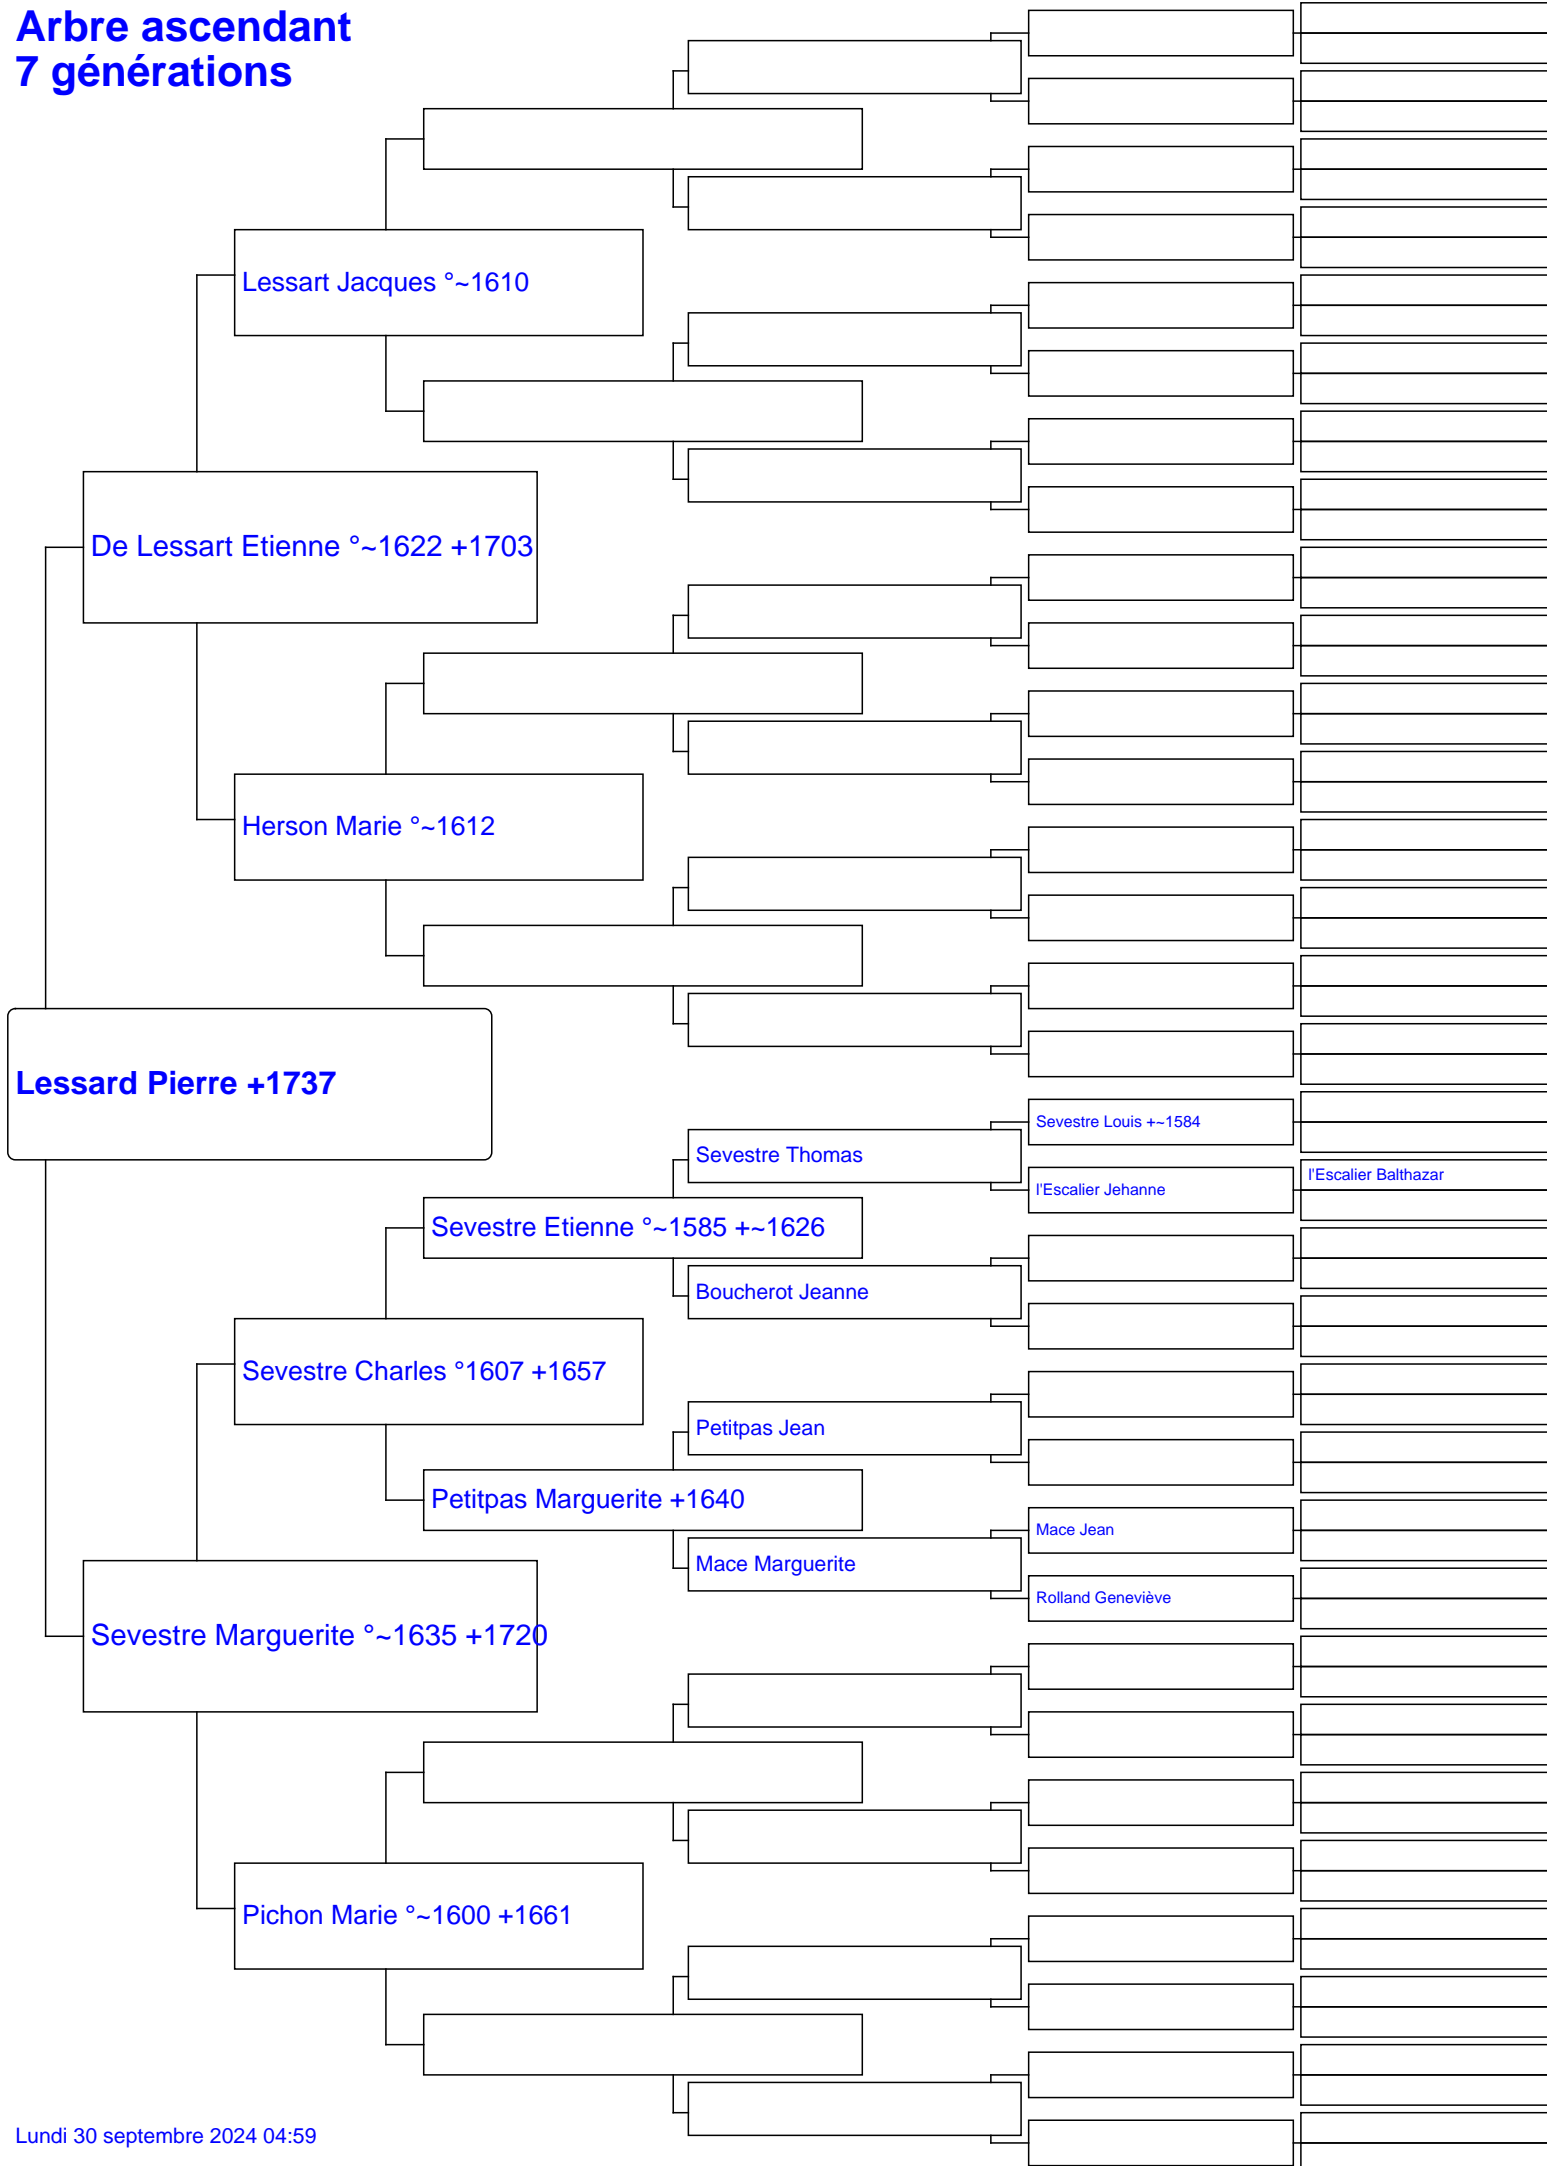 Arbre ascendant
7 générations
Lessart Jacques °~1610
De Lessart Etienne °~1622 +1703
Herson Marie °~1612
Lessard Pierre +1737
Sevestre Louis +~1584
Sevestre Thomas
l'Escalier Jehanne
l'Escalier Balthazar
Sevestre Etienne °~1585 +~1626
Boucherot Jeanne
Sevestre Charles °1607 +1657
Petitpas Jean
Petitpas Marguerite +1640
Mace Jean
Mace Marguerite
Rolland Geneviève
Sevestre Marguerite °~1635 +1720
Pichon Marie °~1600 +1661
Lundi 30 septembre 2024 04:59